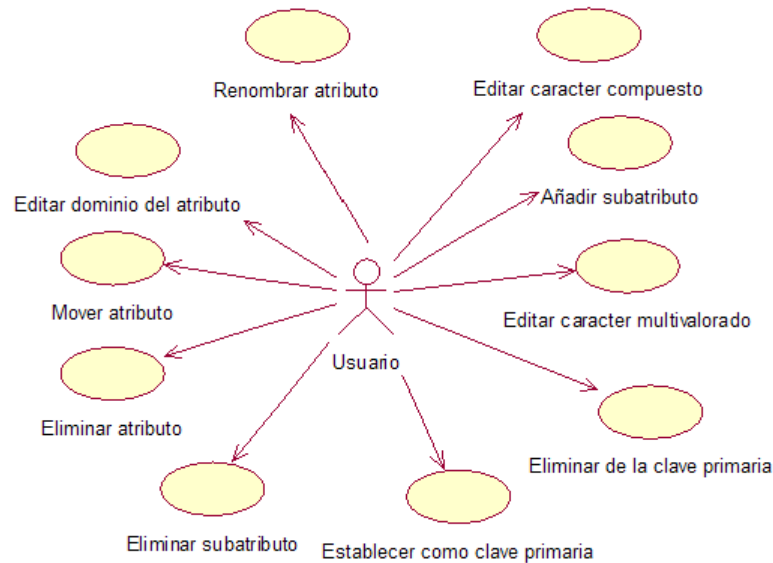 Renombrar atributo
Editar caracter compuesto
Editar dominio del atributo
Añadir subatributo
Mover atributo
Editar caracter multivalorado
Usuario
Eliminar atributo
Eliminar de la clave primaria
Eliminar subatributo
Establecer como clave primaria